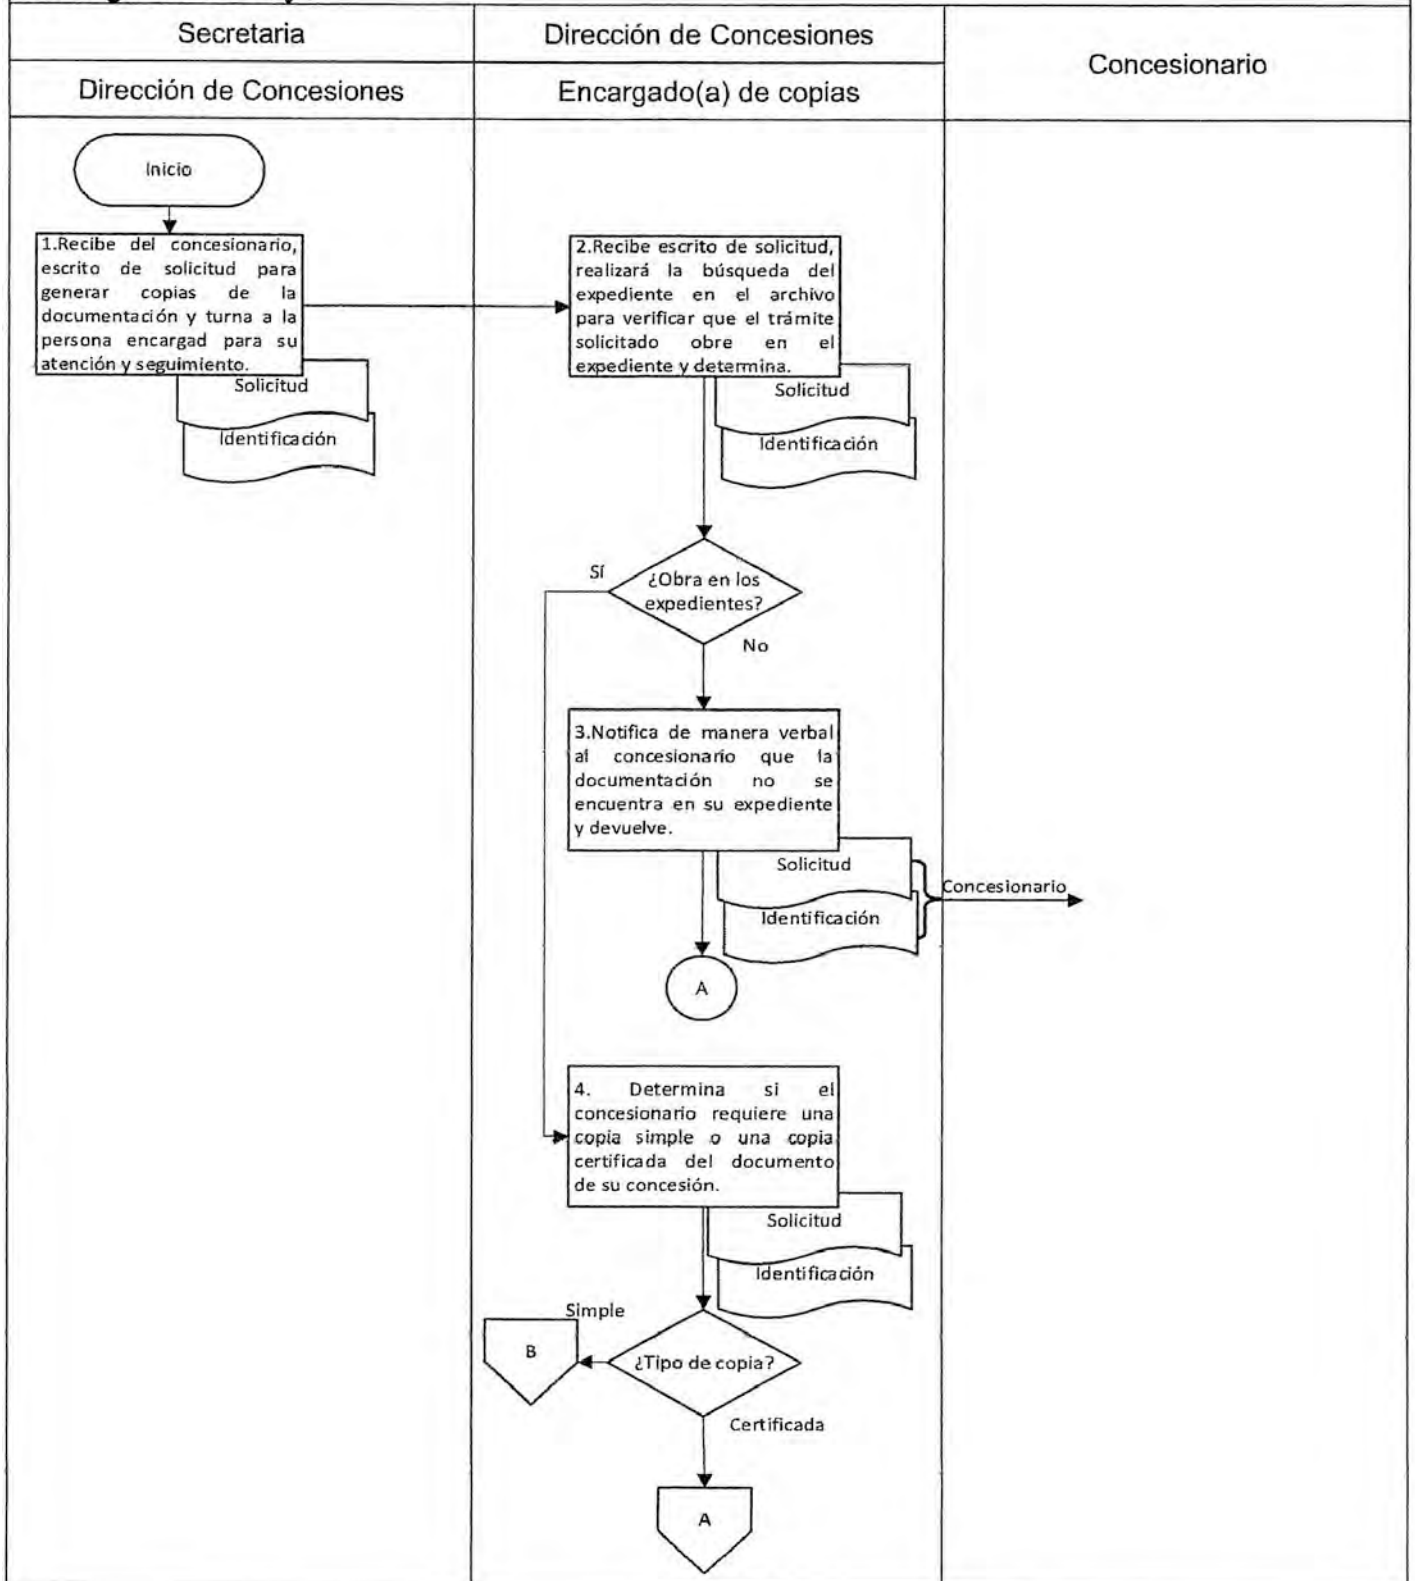 Secretaria
Dirección de Concesiones
Dirección de Concesiones
Encargado(a) de copias
Concesionario
Inicio
1.Recibe del concesionario,
escrito de solicitud para
generar copias de la
documentación y turna a la
persona encargad para su
atención y seguimiento.
Solicitud
Identificación
2.Recibe escrito de solicitud,
realizará la búsqueda del
expediente en el archivo
para verificar que el trámite
solicitado obre en el
expediente y determina.
Solicitud
Identificación
Sí
¿Obra en los
expedientes?
No
3.Notifica de manera verbal
al concesionario que la
documentación no se
encuentra en su expediente
y devuelve.
Solicitud
Identificación
Concesionario
A
4. Determina si el
concesionario requiere una
copia simple o una copia
certificada del documento
de su concesión.
Solicitud
Identificación
Simple
B
¿Tipo de copia?
Certificada
A